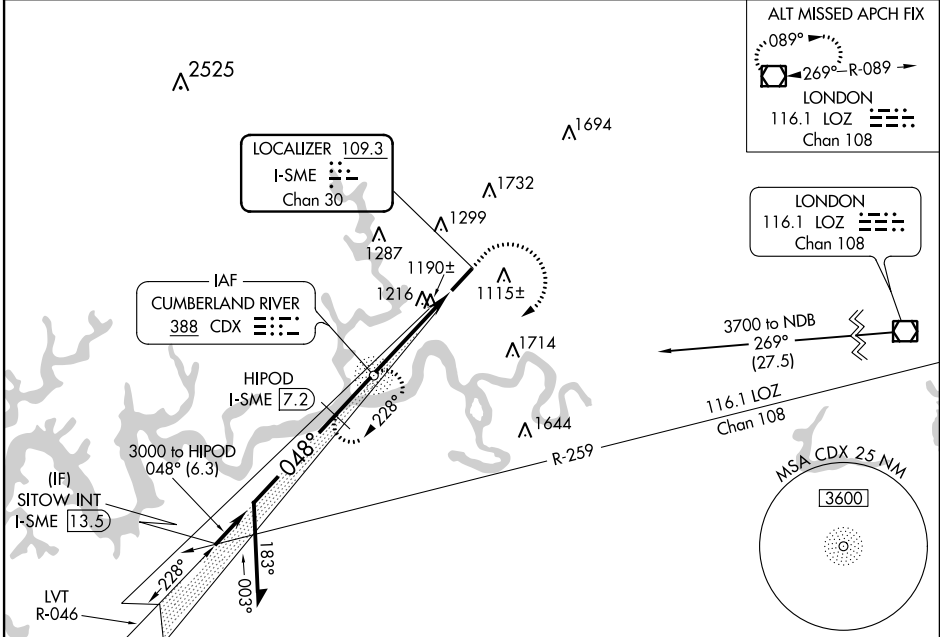 ALT MISSED APCH FIX
089°
269° R-089
LONDON
116.1 LOZ
Chan 108
2525
1694
LOCALIZER 109.3
I-SME
Chan 30
1732
1299
1287
1190±
1216
1115±
LONDON
116.1 LOZ
Chan 108
IAF
CUMBERLAND RIVER
388 CDX
3700 to NDB
269°
(27.5)
1714
HIPOD
I-SME 7.2
228°
1644
116.1 LOZ
Chan 108
R-259
048°
3000 to HIPOD
048° (6.3)
(IF)
SITOW INT
I-SME 13.5
MSA CDX 25 NM
3600
183°
003°
228°
LVT
R-046